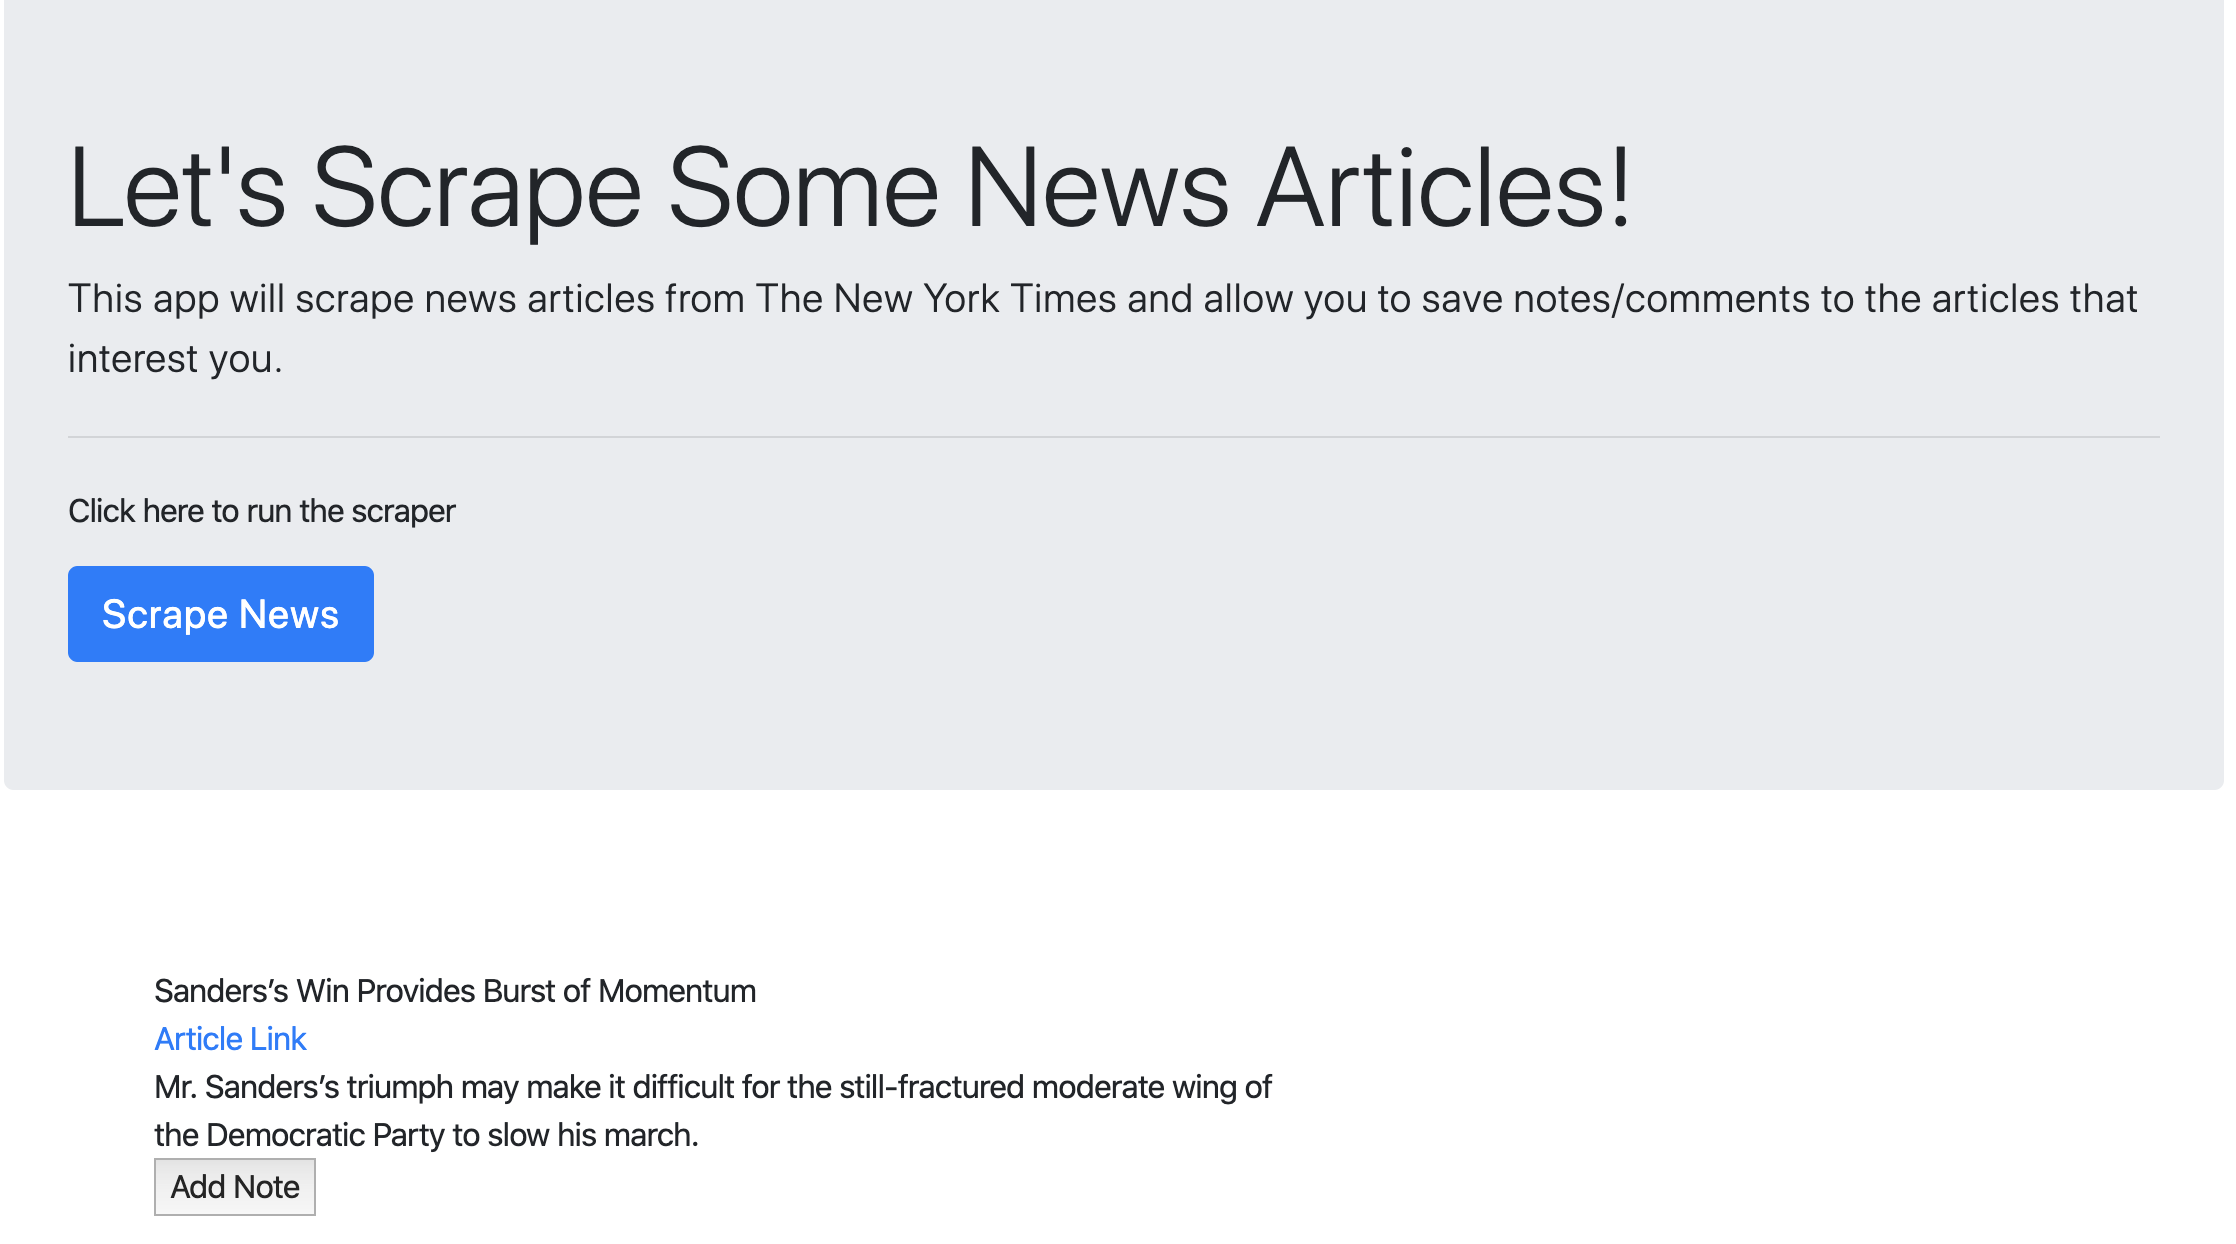 Let's Scrape Some News Articles!
This app will scrape news articles from The New York Times and allow you to save notes/comments to the articles that
interest you.
Click here to run the scraper
Scrape News
Sanders’s Win Provides Burst of Momentum
Article Link
Mr. Sanders’s triumph may make it difficult for the still-fractured moderate wing of
the Democratic Party to slow his march.
Add Note